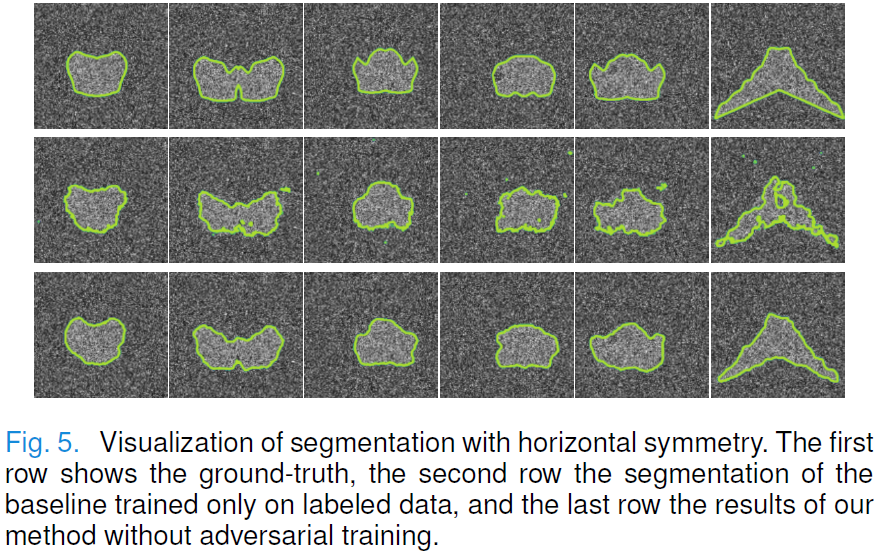 Fig. 5. Visualization of segmentation with horizontal symmetry. The first
row shows the ground-truth, the second row the segmentation of the
baseline trained only on labeled data, and the last row the results of our
method without adversarial training.